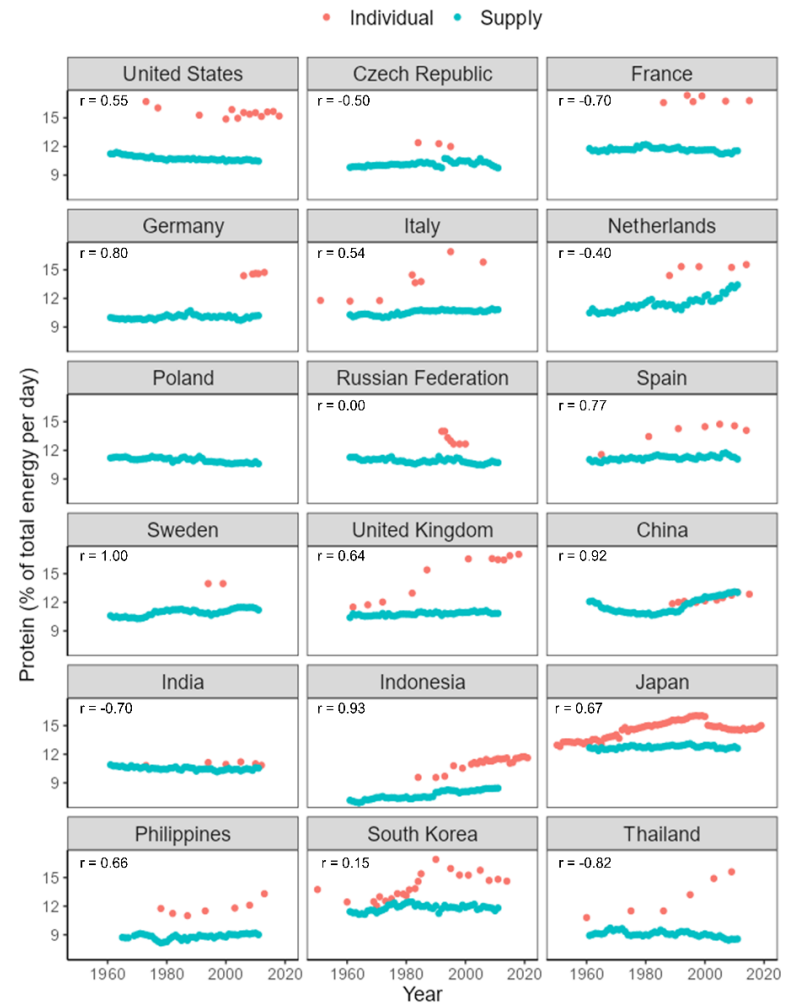 Individual Supply
United States Czech Republic France
r = 0.55 r = -0.50 r = -0.70
15
12
9
Germany Italy Netherlands
r = 0.80 r = 0.54 r = -0.40
15
12
9
Poland Russian Federation Spain
r = 0.00 r = 0.77
15
12
9
Sweden United Kingdom China
r = 1.00 r = 0.64 r = 0.92
15
12
9
India Indonesia Japan
r = -0.70 r = 0.93 r = 0.67
15
12
9
Philippines South Korea Thailand
r = 0.66 r = 0.15 r = -0.82
15
12
9
1960 1980 2000 2020 1960 1980 2000 2020 1960 1980 2000 2020
Year
Protein (% of total energy per day)